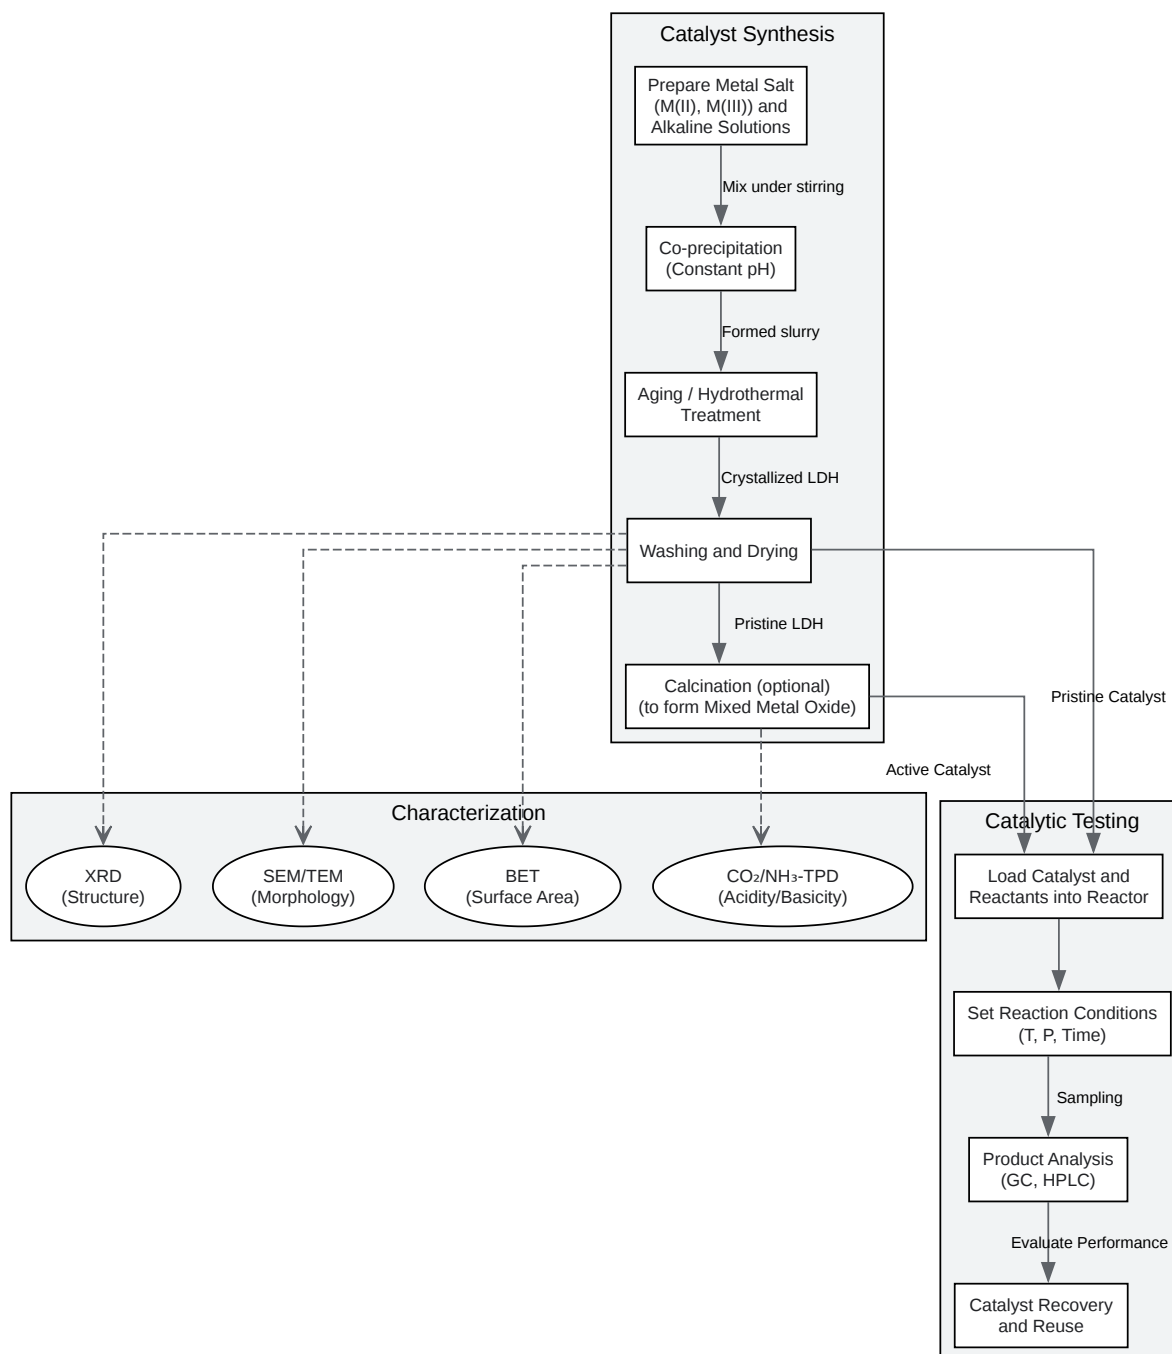 Catalyst Synthesis
Prepare Metal Salt
(M(II), M(III)) and
Alkaline Solutions
Mix under stirring
Co-precipitation
(Constant pH)
Formed slurry
Aging / Hydrothermal
Treatment
Crystallized LDH
Washing and Drying
Pristine LDH
Calcination (optional)
(to form Mixed Metal Oxide)
Pristine Catalyst
Active Catalyst
Characterization
XRD
(Structure)
SEM/TEM
(Morphology)
BET
(Surface Area)
CO₂/NH₃-TPD
(Acidity/Basicity)
Catalytic Testing
Load Catalyst and
Reactants into Reactor
Set Reaction Conditions
(T, P, Time)
Sampling
Product Analysis
(GC, HPLC)
Evaluate Performance
Catalyst Recovery
and Reuse